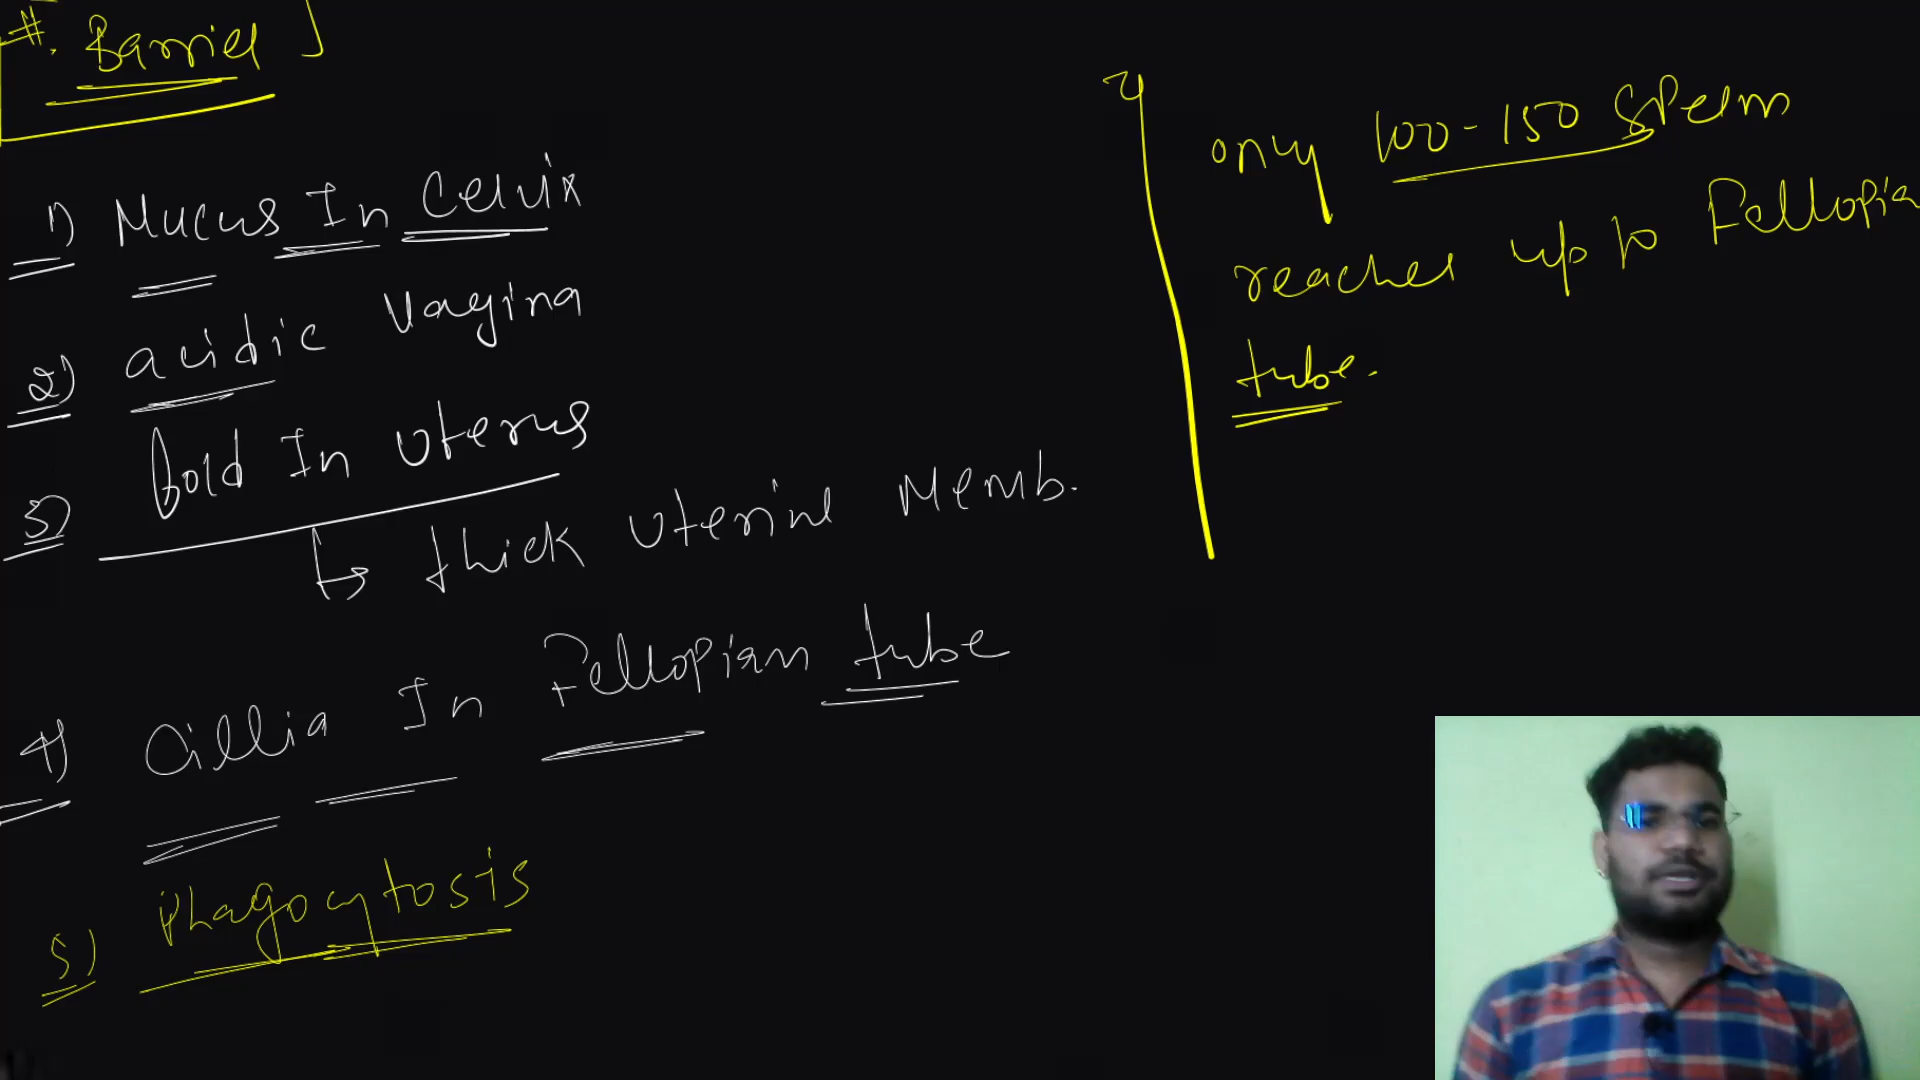 #. Barrier ]
1) Mucus In Cervix
2) acidic vagina
3) fold In uterus
↳ thick uterine Memb.
4) Cillia In Fellopian tube
5) Phagocytosis
only 100-150 Sperm
reaches up to Fellopian
tube.